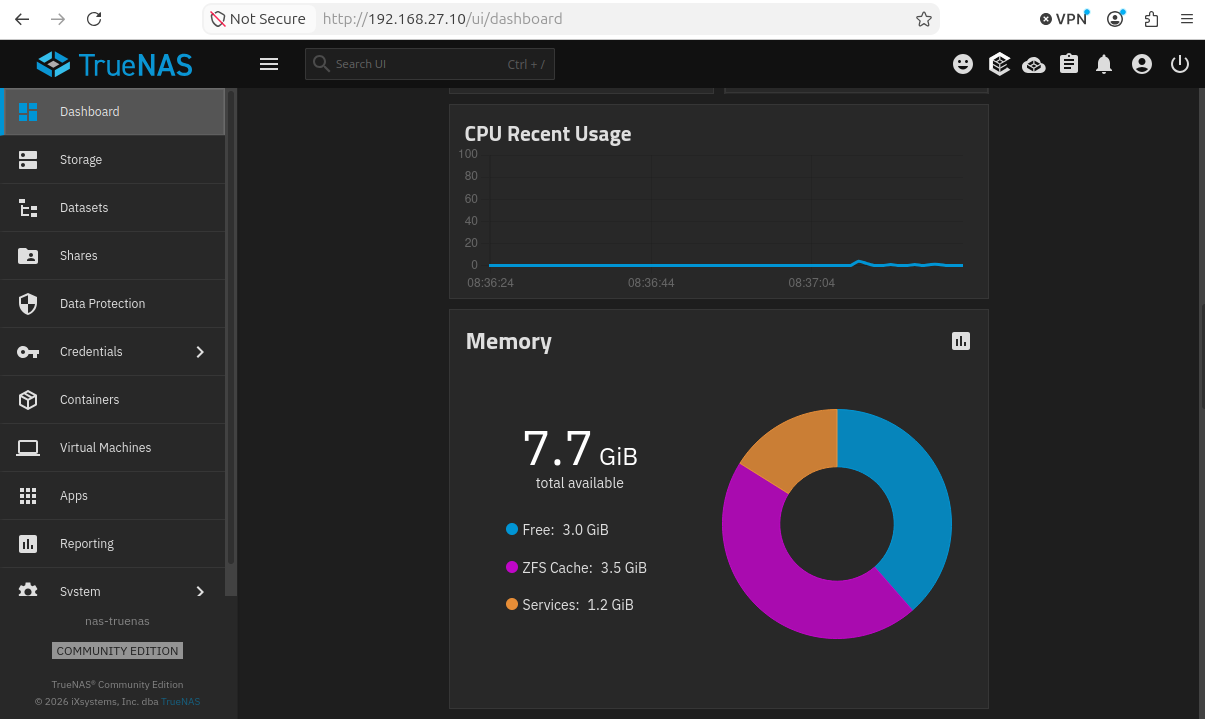 Not Secure http://192.168.27.10/ui/dashboard VPN
TrueNAS Search UI Ctrl + /
Dashboard
Storage
Datasets
Shares
Data Protection
Credentials
Containers
Virtual Machines
Apps
Reporting
System
nas-truenas
COMMUNITY EDITION
TrueNAS® Community Edition
© 2026 iXsystems, Inc. dba TrueNAS
CPU Recent Usage
100
80
60
40
20
0
08:36:24 08:36:44 08:37:04
Memory
7.7 GiB
total available
Free: 3.0 GiB
ZFS Cache: 3.5 GiB
Services: 1.2 GiB